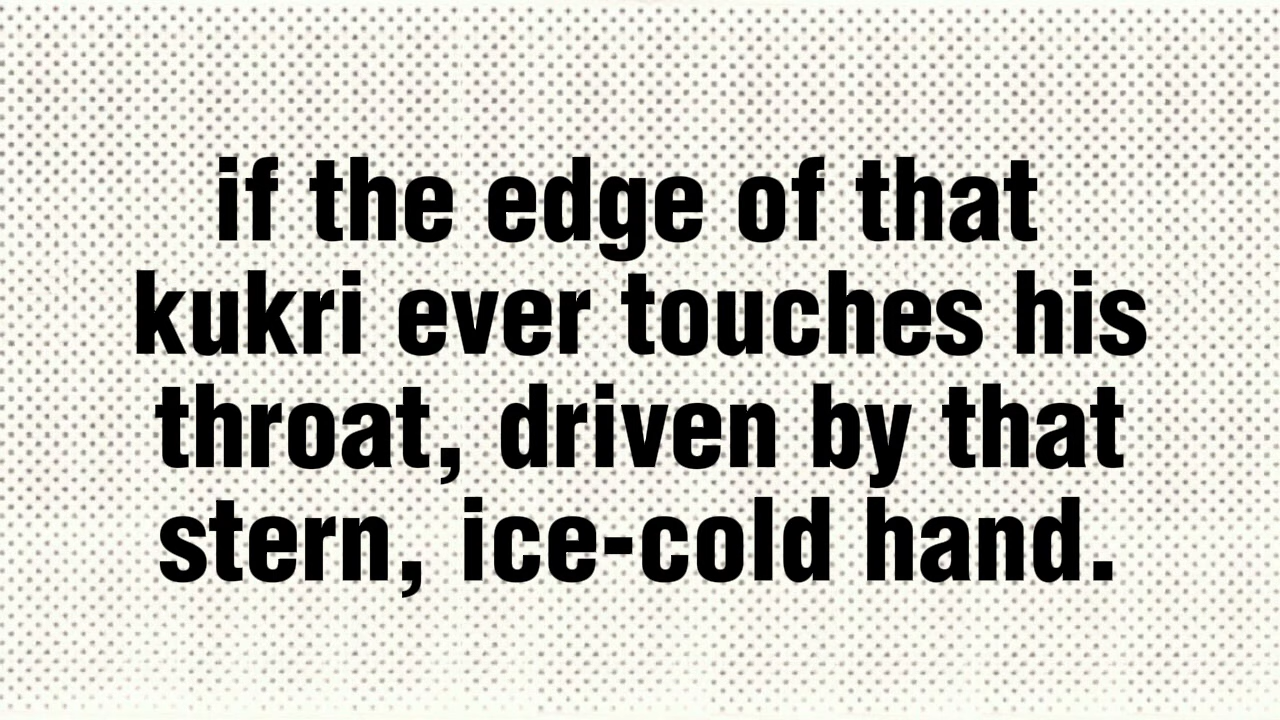 if the edge of that
kukri ever touches his
throat, driven by that
stern, ice-cold hand.